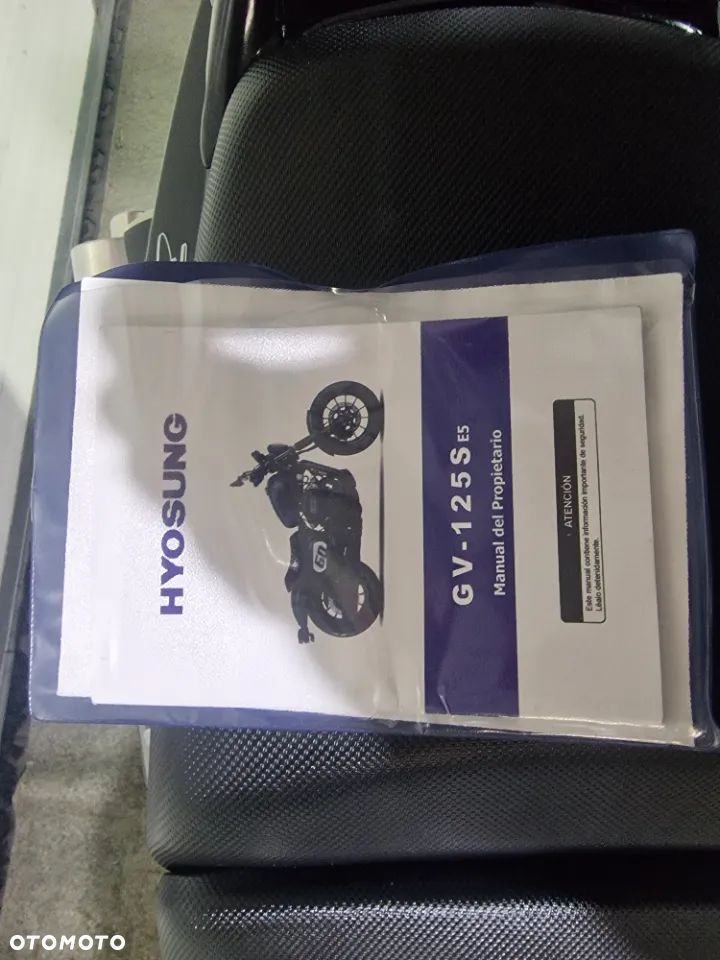 HYOSUNG
GV-125S E5
Manual del Propietario
ATENCIÓN
Este manual contiene información importante de seguridad.
Léalo detenidamente.
OTOMOTO